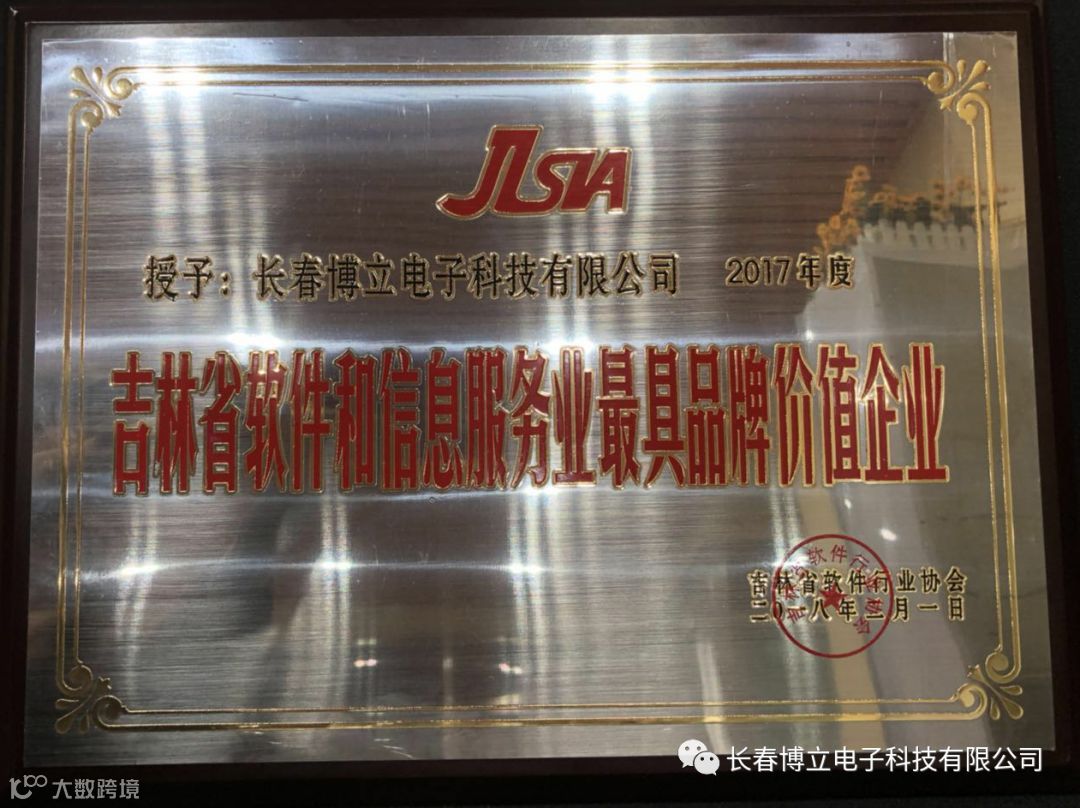 JLSIA
授予：长春博立电子科技有限公司 2017年度
吉林省软件和信息服务业最具品牌价值企业
吉林省软件行业协会
二〇一八年二月一日
长春博立电子科技有限公司
大数跨境